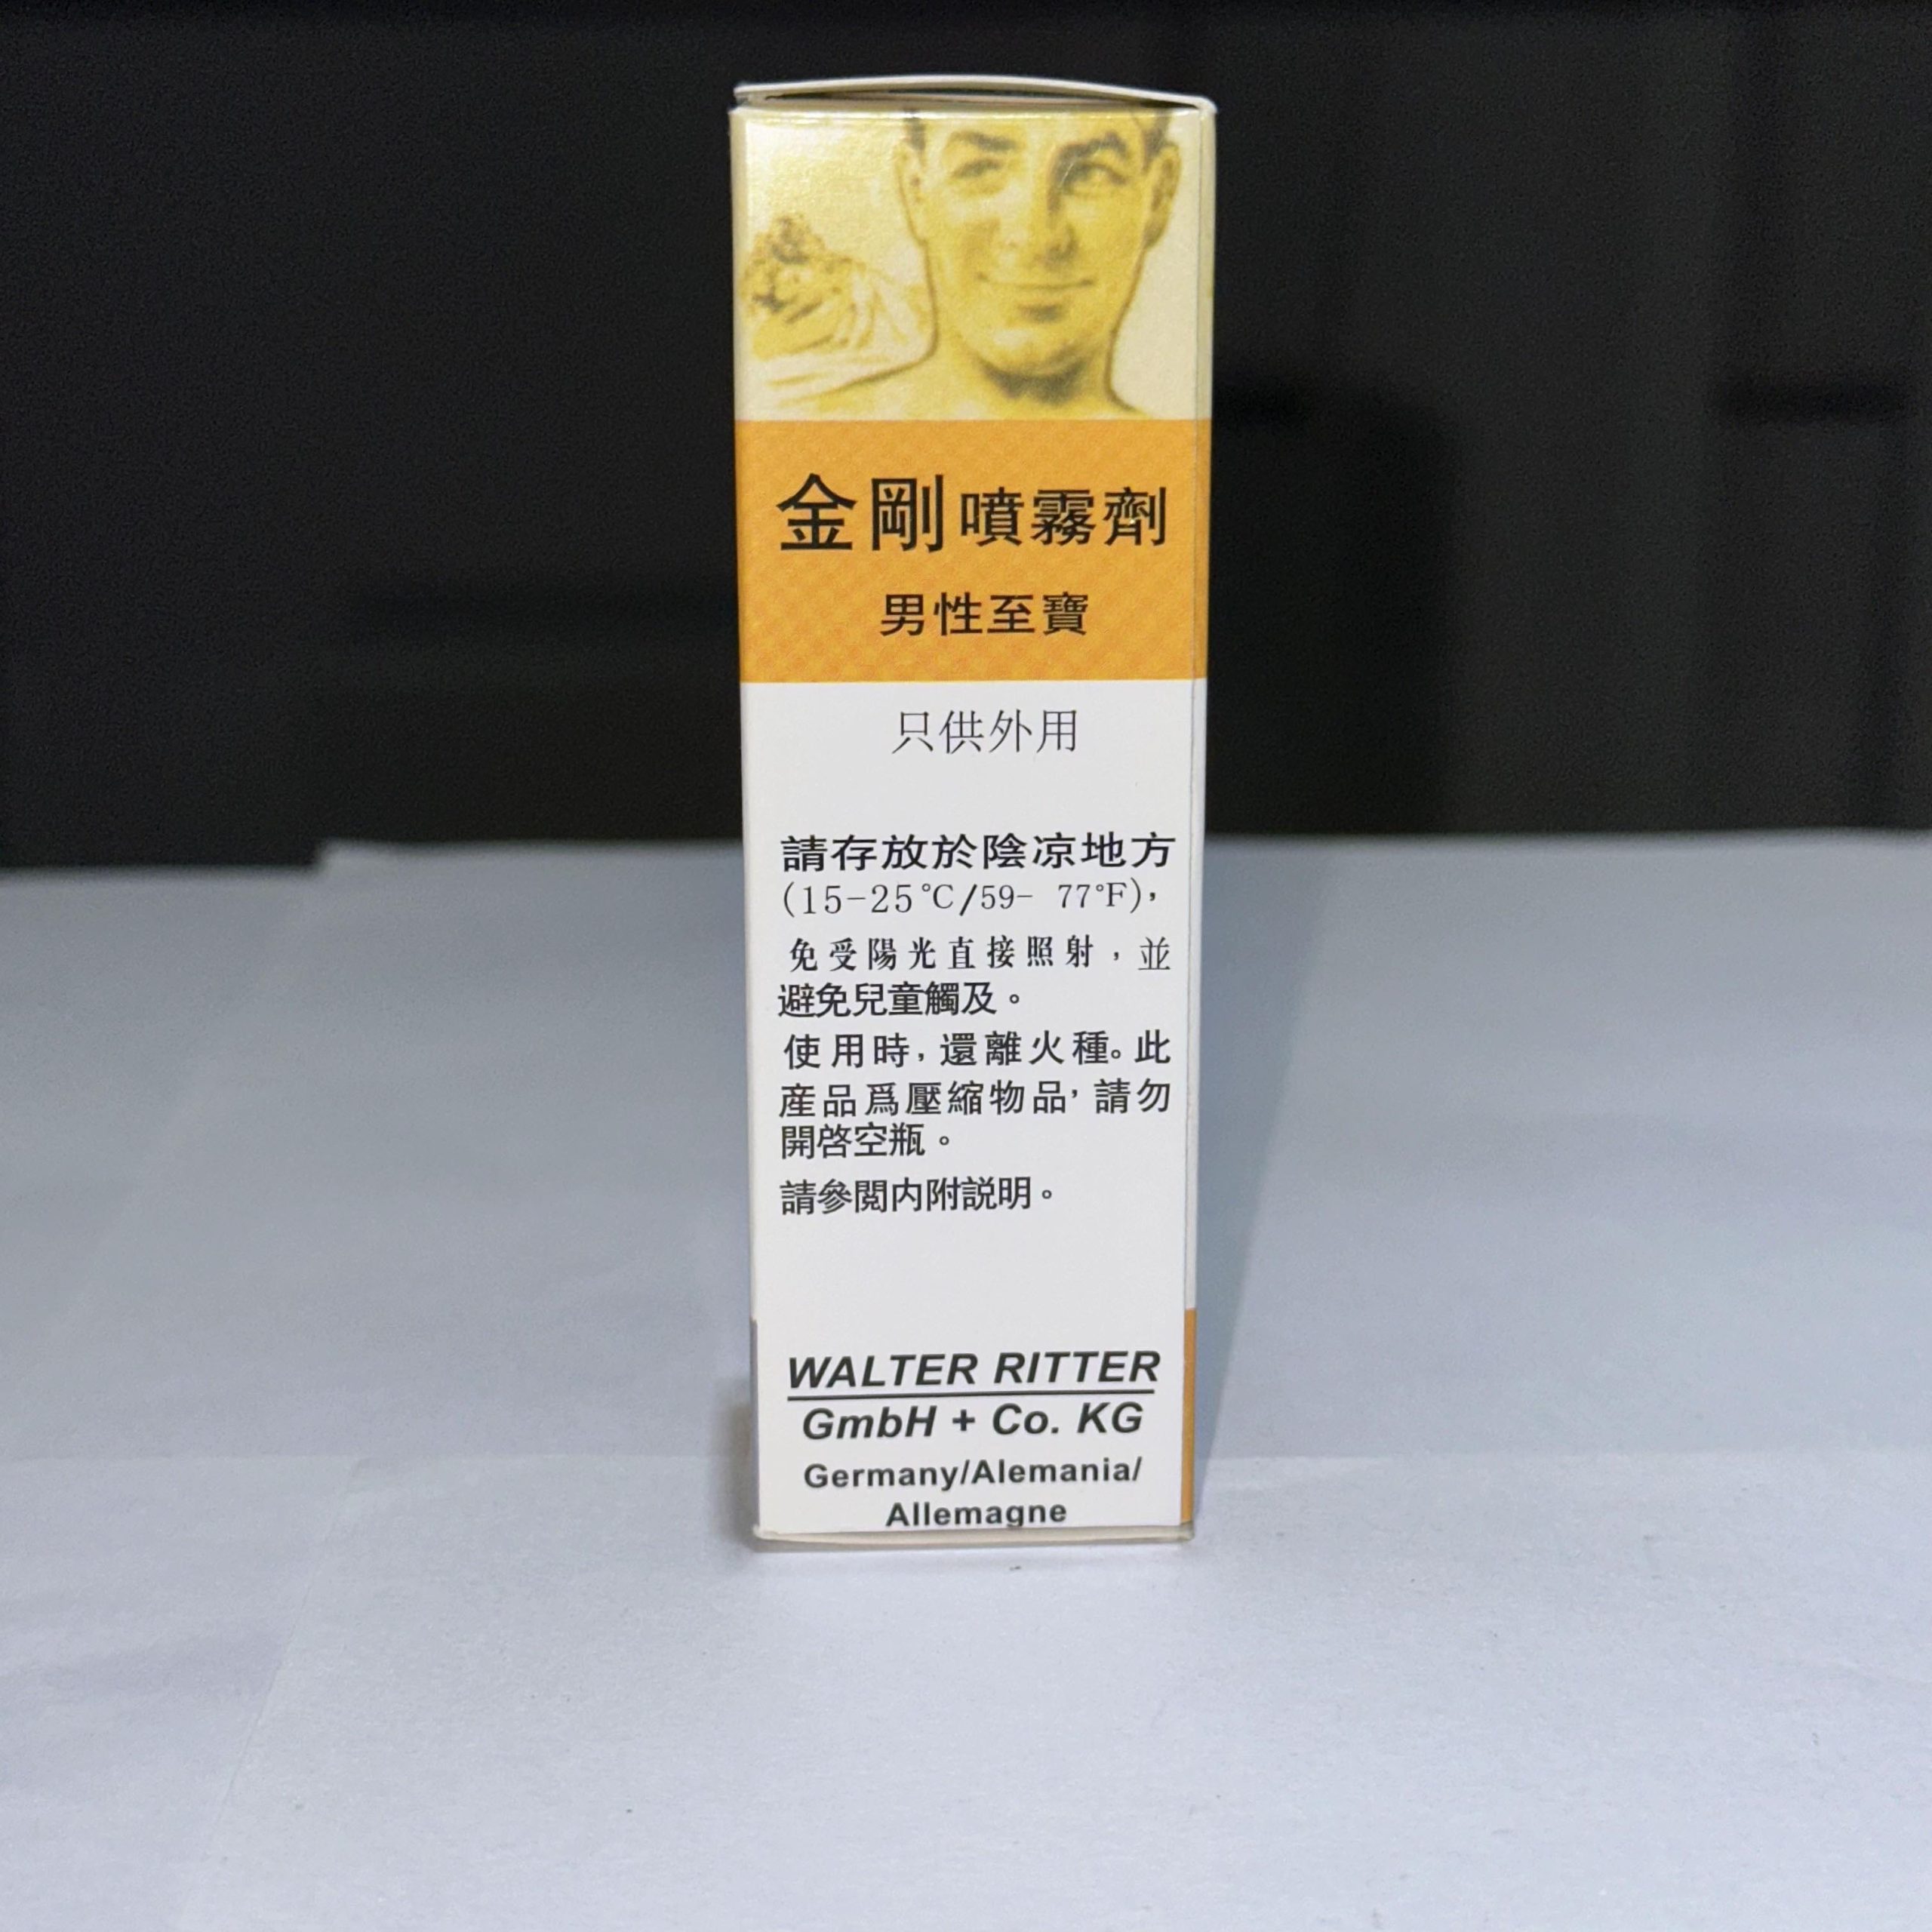 金剛噴霧劑
男性至寶
只供外用
請存放於陰凉地方
(15-25℃/59- 77℉)，
免受陽光直接照射，並
避免兒童觸及。
使用時，還離火種。此
産品爲壓縮物品，請勿
開啓空瓶。
請參閲内附説明。
WALTER RITTER
GmbH + Co. KG
Germany/Alemania/
Allemagne